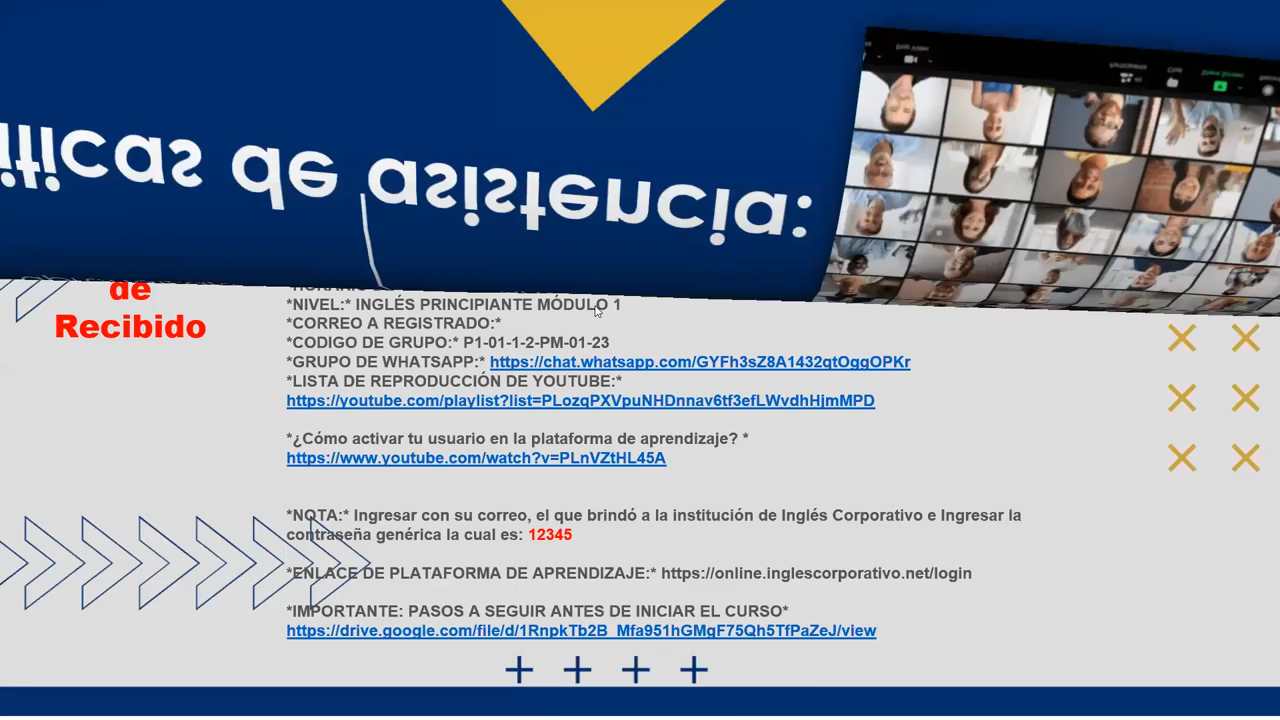 íticas de asistencia:
de
Recibido
*NIVEL:* INGLÉS PRINCIPIANTE MÓDULO 1
*CORREO A REGISTRADO:*
*CODIGO DE GRUPO:* P1-01-1-2-PM-01-23
*GRUPO DE WHATSAPP:* https://chat.whatsapp.com/GYFh3sZ8A1432qtOgqOPKr
*LISTA DE REPRODUCCIÓN DE YOUTUBE:*
https://youtube.com/playlist?list=PLozqPXVpuNHDnnav6tf3efLWvdhHjmMPD
*¿Cómo activar tu usuario en la plataforma de aprendizaje? *
https://www.youtube.com/watch?v=PLnVZtHL45A
*NOTA:* Ingresar con su correo, el que brindó a la institución de Inglés Corporativo e Ingresar la
contraseña genérica la cual es: 12345
*ENLACE DE PLATAFORMA DE APRENDIZAJE:* https://online.inglescorporativo.net/login
*IMPORTANTE: PASOS A SEGUIR ANTES DE INICIAR EL CURSO*
https://drive.google.com/file/d/1RnpkTb2B_Mfa951hGMgF75Qh5TfPaZeJ/view